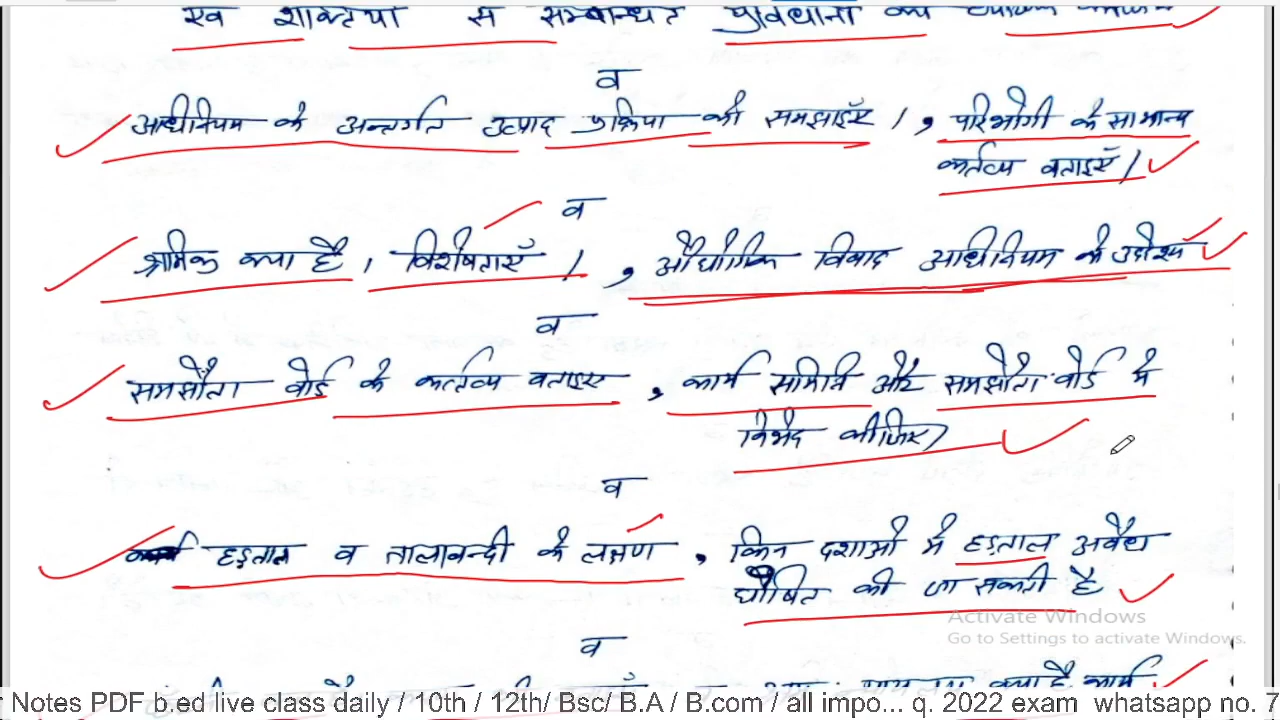 एवं शक्तियों से सम्बन्धित प्रावधानों
व
अधिनियम के अन्तर्गत उत्पाद प्रक्रिया को समझाइएँ।, परिभोगी के सामान्य
कर्तव्य बताइएँ।
व
श्रमिक क्या है, विशेषताएँ।, औद्योगिक विवाद अधिनियम के उद्देश्य
व
समझौता बोर्ड के कर्तव्य बताइए, कार्य समिति और समझौता बोर्ड मे
विभेद कीजिए।
व
हड़ताल व तालाबन्दी के लक्षण, किन दशाओ मे हड़ताल अवैध
घोषित की जा सकती है
Activate Windows
Go to Settings to activate Windows.
व
क्या है, कार्य
Notes PDF b.ed live class daily / 10th / 12th/ Bsc/ B.A / B.com / all impo... q. 2022 exam whatsapp no. 7